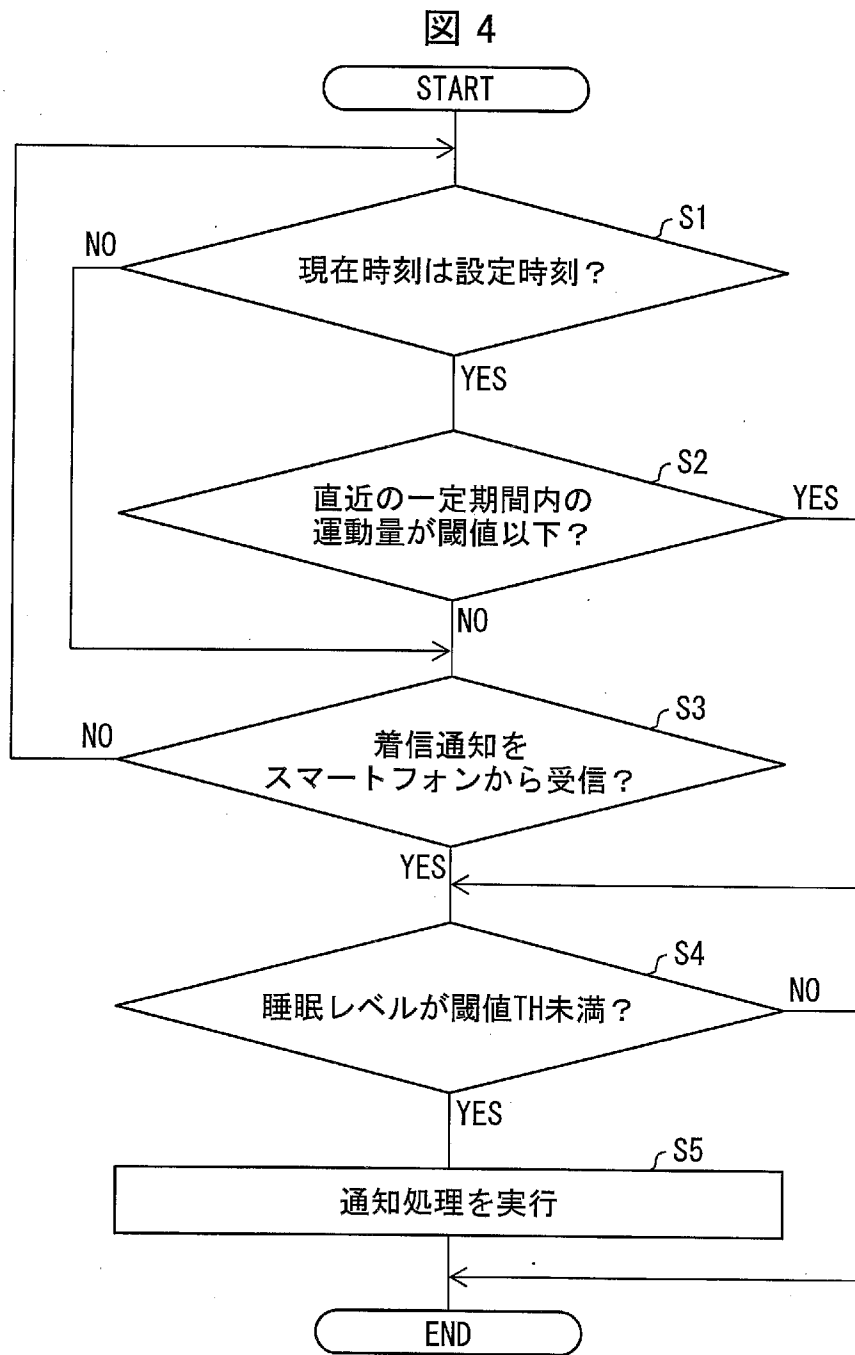 図 4
START
S1
NO
現在時刻は設定時刻？
YES
S2
YES
直近の一定期間内の
運動量が閾値以下？
NO
S3
NO
着信通知を
スマートフォンから受信？
YES
S4
NO
睡眠レベルが閾値TH未満？
YES
S5
通知処理を実行
END